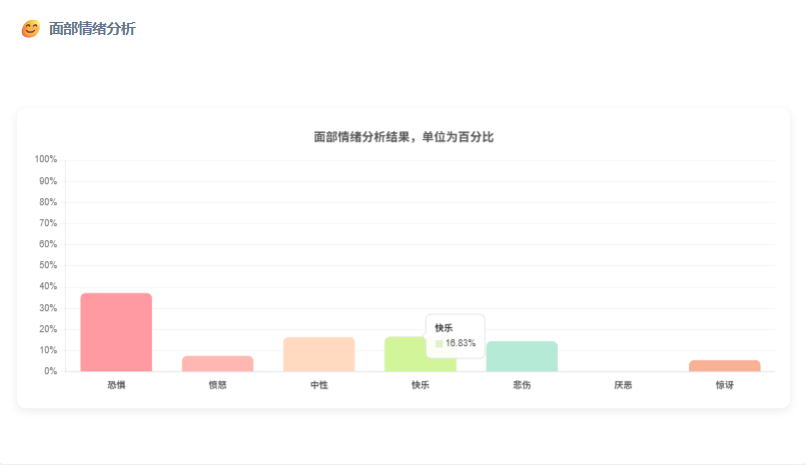 面部情绪分析
面部情绪分析结果，单位为百分比
100%
90%
80%
70%
60%
50%
40%
30%
20%
10%
0%
快乐
16.83%
恐惧
愤怒
中性
快乐
悲伤
厌恶
惊讶